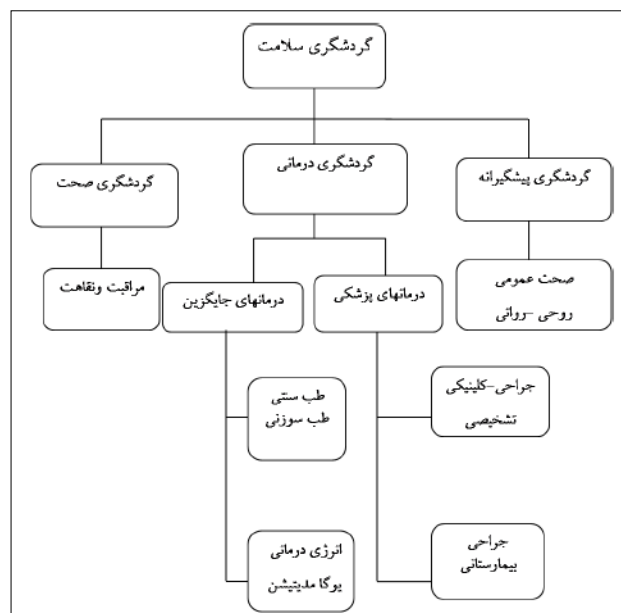 گردشگری سلامت
گردشگری پیشگیرانه
گردشگری درمانی
گردشگری صحت
صحت عمومی
روحی -روانی
درمانهای پزشکی
درمانهای جایگزین
مراقبت ونقاهت
جراحی-کلینیکی
تشخیصی
طب سنتی
طب سوزنی
جراحی
بیمارستانی
انرژی درمانی
یوگا مدیتیشن